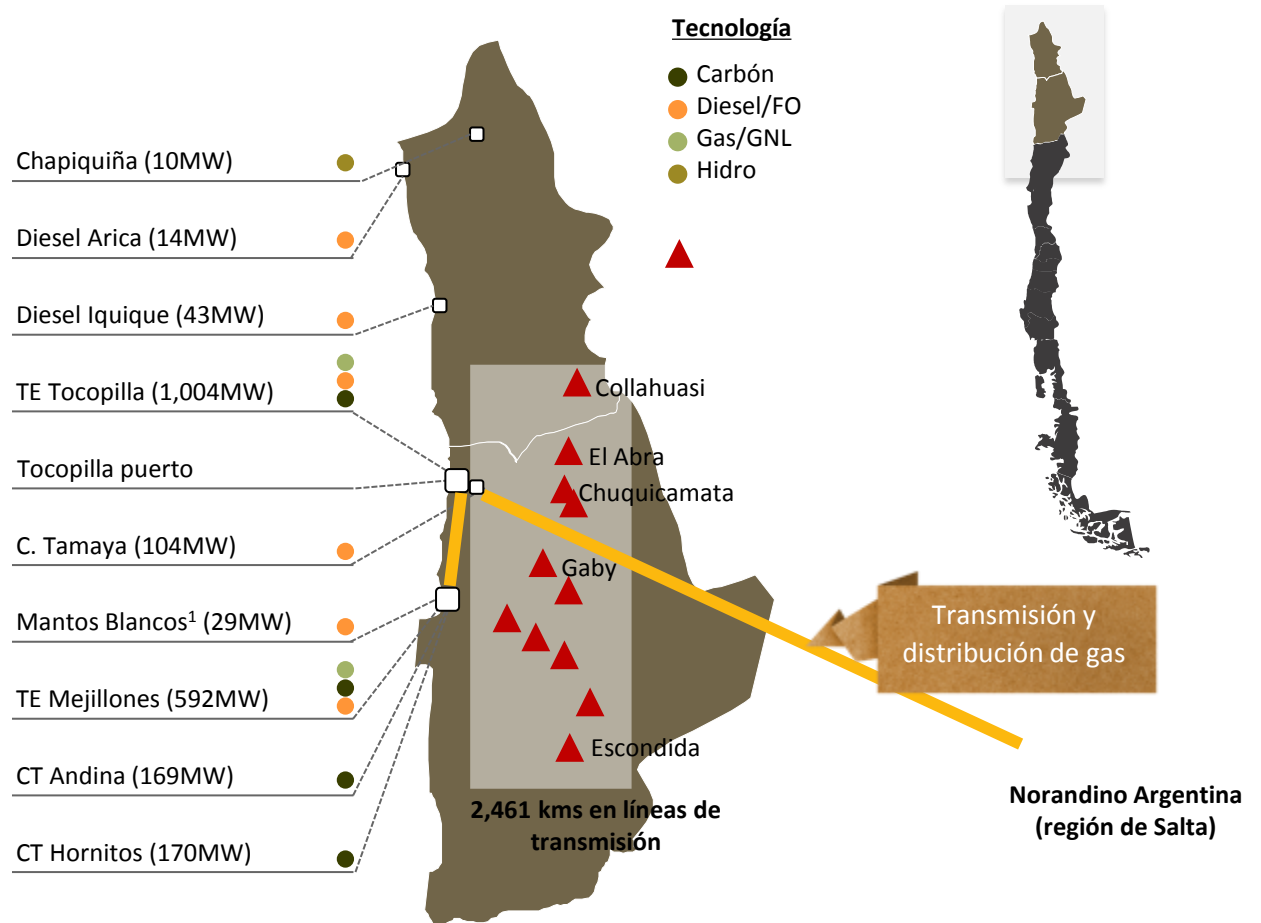 Tecnología
Carbón
Diesel/FO
Gas/GNL
Hidro
Chapiquiña (10MW)
Diesel Arica (14MW)
Diesel Iquique (43MW)
TE Tocopilla (1,004MW)
Tocopilla puerto
C. Tamaya (104MW)
Mantos Blancos¹ (29MW)
TE Mejillones (592MW)
CT Andina (169MW)
CT Hornitos (170MW)
Collahuasi
El Abra
Chuquicamata
Gaby
Escondida
2,461 kms en líneas de
transmisión
Transmisión y
distribución de gas
Norandino Argentina
(región de Salta)